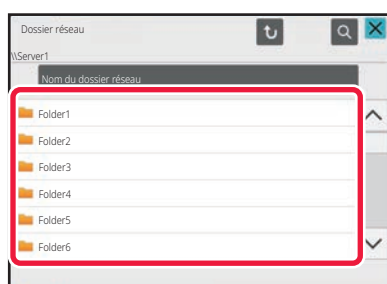 Dossier réseau
\\Server1
Nom du dossier réseau
Folder1
Folder2
Folder3
Folder4
Folder5
Folder6